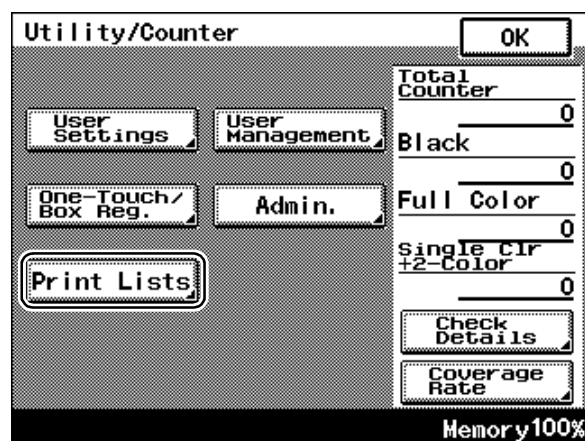 Utility/Counter
OK
User
Settings
User
Management
One-Touch/
Box Reg.
Admin.
Print Lists
Total
Counter
0
Black
0
Full Color
0
Single Clr
+2-Color
0
Check
Details
Coverage
Rate
Memory100%